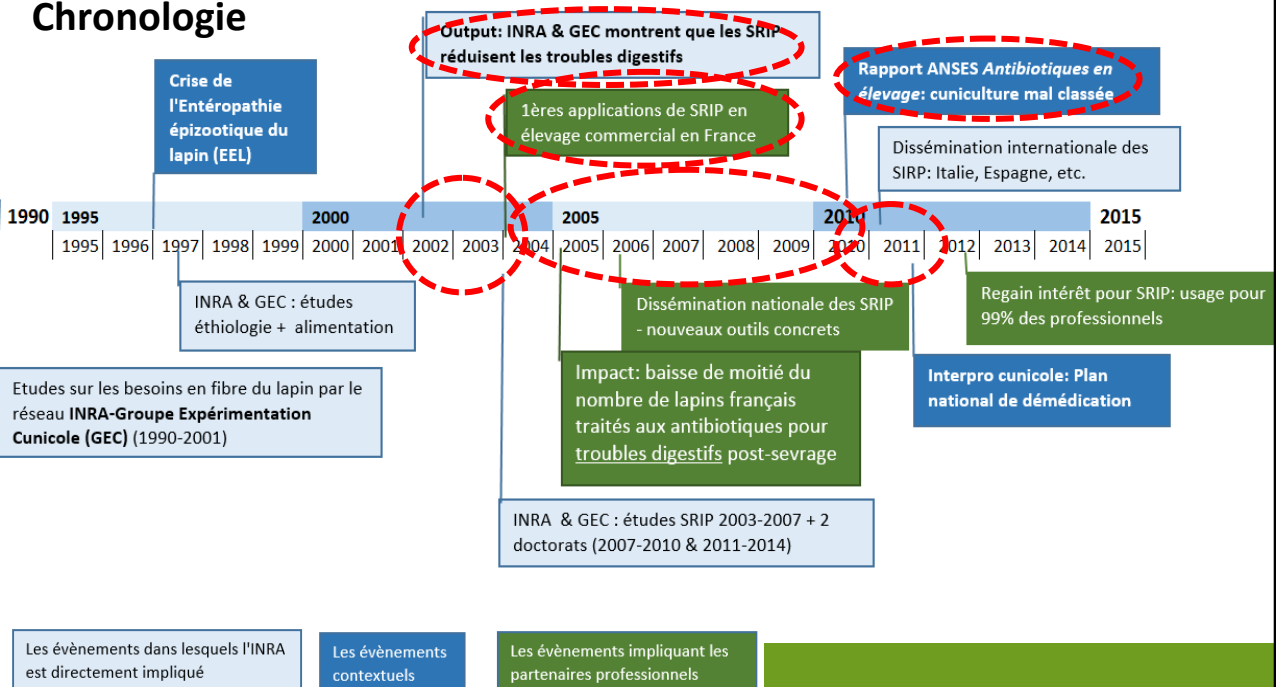 Chronologie
Output: INRA & GEC montrent que les SRIP
réduisent les troubles digestifs
Crise de
l'Entéropathie
épizootique du
lapin (EEL)
1ères applications de SRIP en
élevage commercial en France
Rapport ANSES Antibiotiques en
élevage: cuniculture mal classée
Dissémination internationale des
SIRP: Italie, Espagne, etc.
1990 1995 2000 2005 2010 2015
1995 1996 1997 1998 1999 2000 2001 2002 2003 2004 2005 2006 2007 2008 2009 2010 2011 2012 2013 2014 2015
INRA & GEC : études
éthiologie + alimentation
Dissémination nationale des SRIP
- nouveaux outils concrets
Regain intérêt pour SRIP: usage pour
99% des professionnels
Etudes sur les besoins en fibre du lapin par le
réseau INRA-Groupe Expérimentation
Cunicole (GEC) (1990-2001)
Impact: baisse de moitié du
nombre de lapins français
traités aux antibiotiques pour
troubles digestifs post-sevrage
Interpro cunicole: Plan
national de démédication
INRA & GEC : études SRIP 2003-2007 + 2
doctorats (2007-2010 & 2011-2014)
Les évènements dans lesquels l'INRA
est directement impliqué
Les évènements
contextuels
Les évènements impliquant les
partenaires professionnels